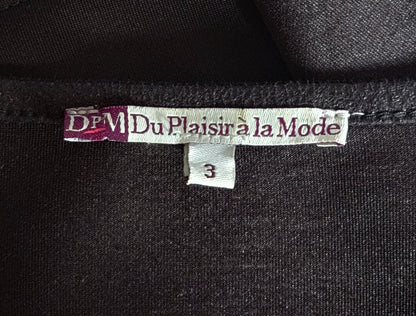 DPM Du Plaisir à la Mode
3